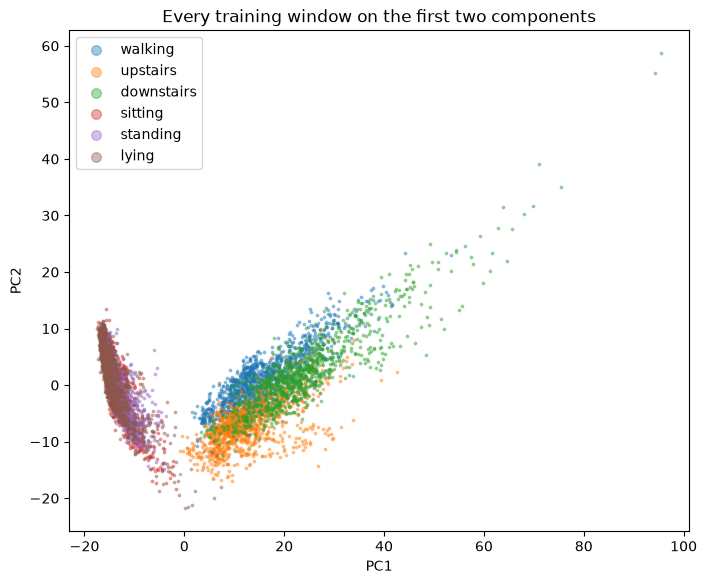 Every training window on the first two components
walking
upstairs
downstairs
sitting
standing
lying
60
50
40
30
20
10
0
−10
−20
PC2
−20
0
20
40
60
80
100
PC1